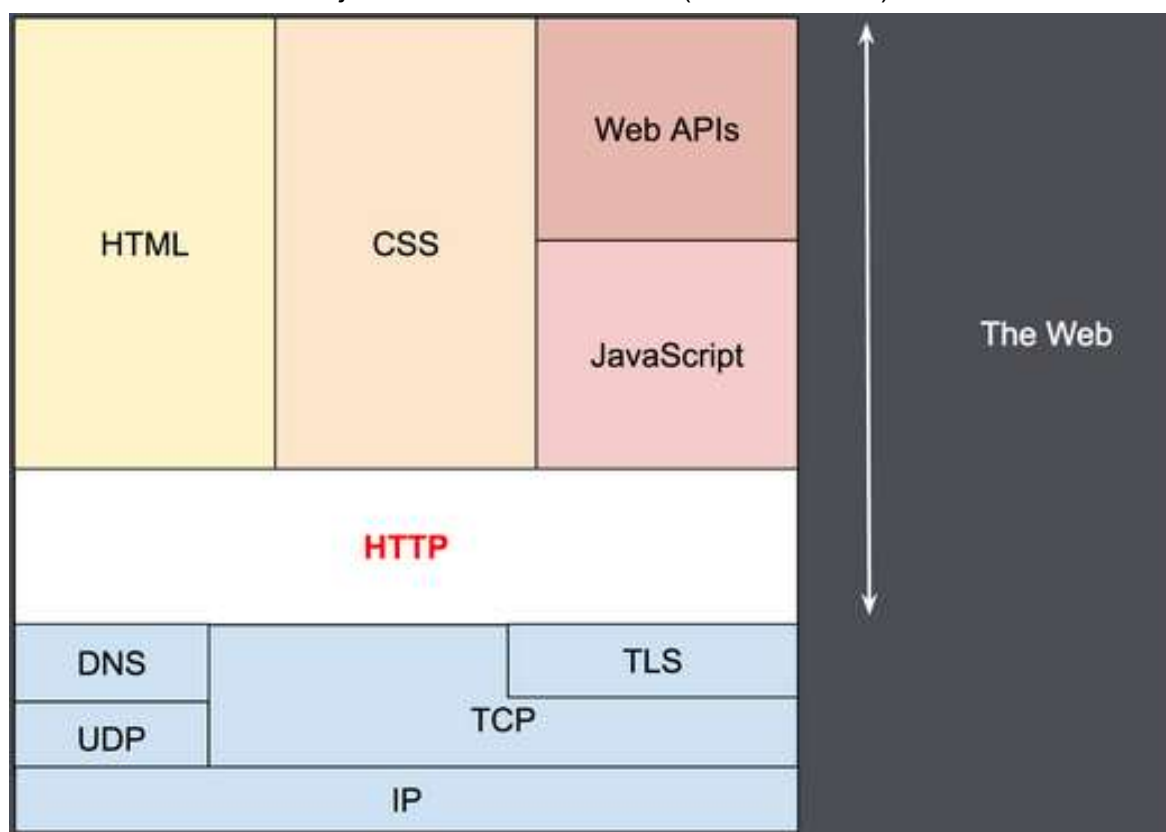 Web APIs
HTML
CSS
JavaScript
The Web
HTTP
DNS
TLS
UDP
TCP
IP